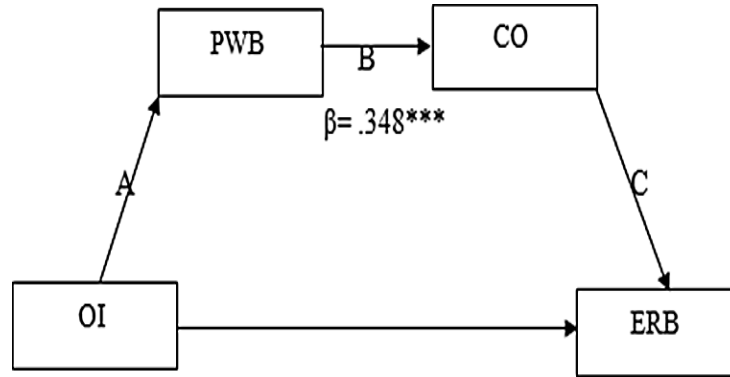 PWB
B
CO
β= .348***
A
C
OI
ERB